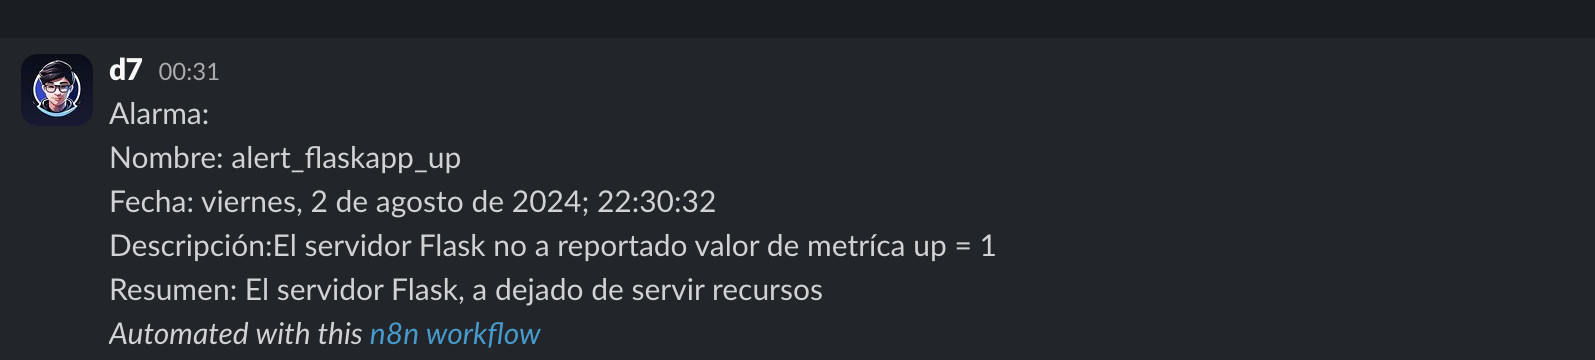 d7 00:31
Alarma:
Nombre: alert_flaskapp_up
Fecha: viernes, 2 de agosto de 2024; 22:30:32
Descripción:El servidor Flask no a reportado valor de metríca up = 1
Resumen: El servidor Flask, a dejado de servir recursos
Automated with this n8n workflow